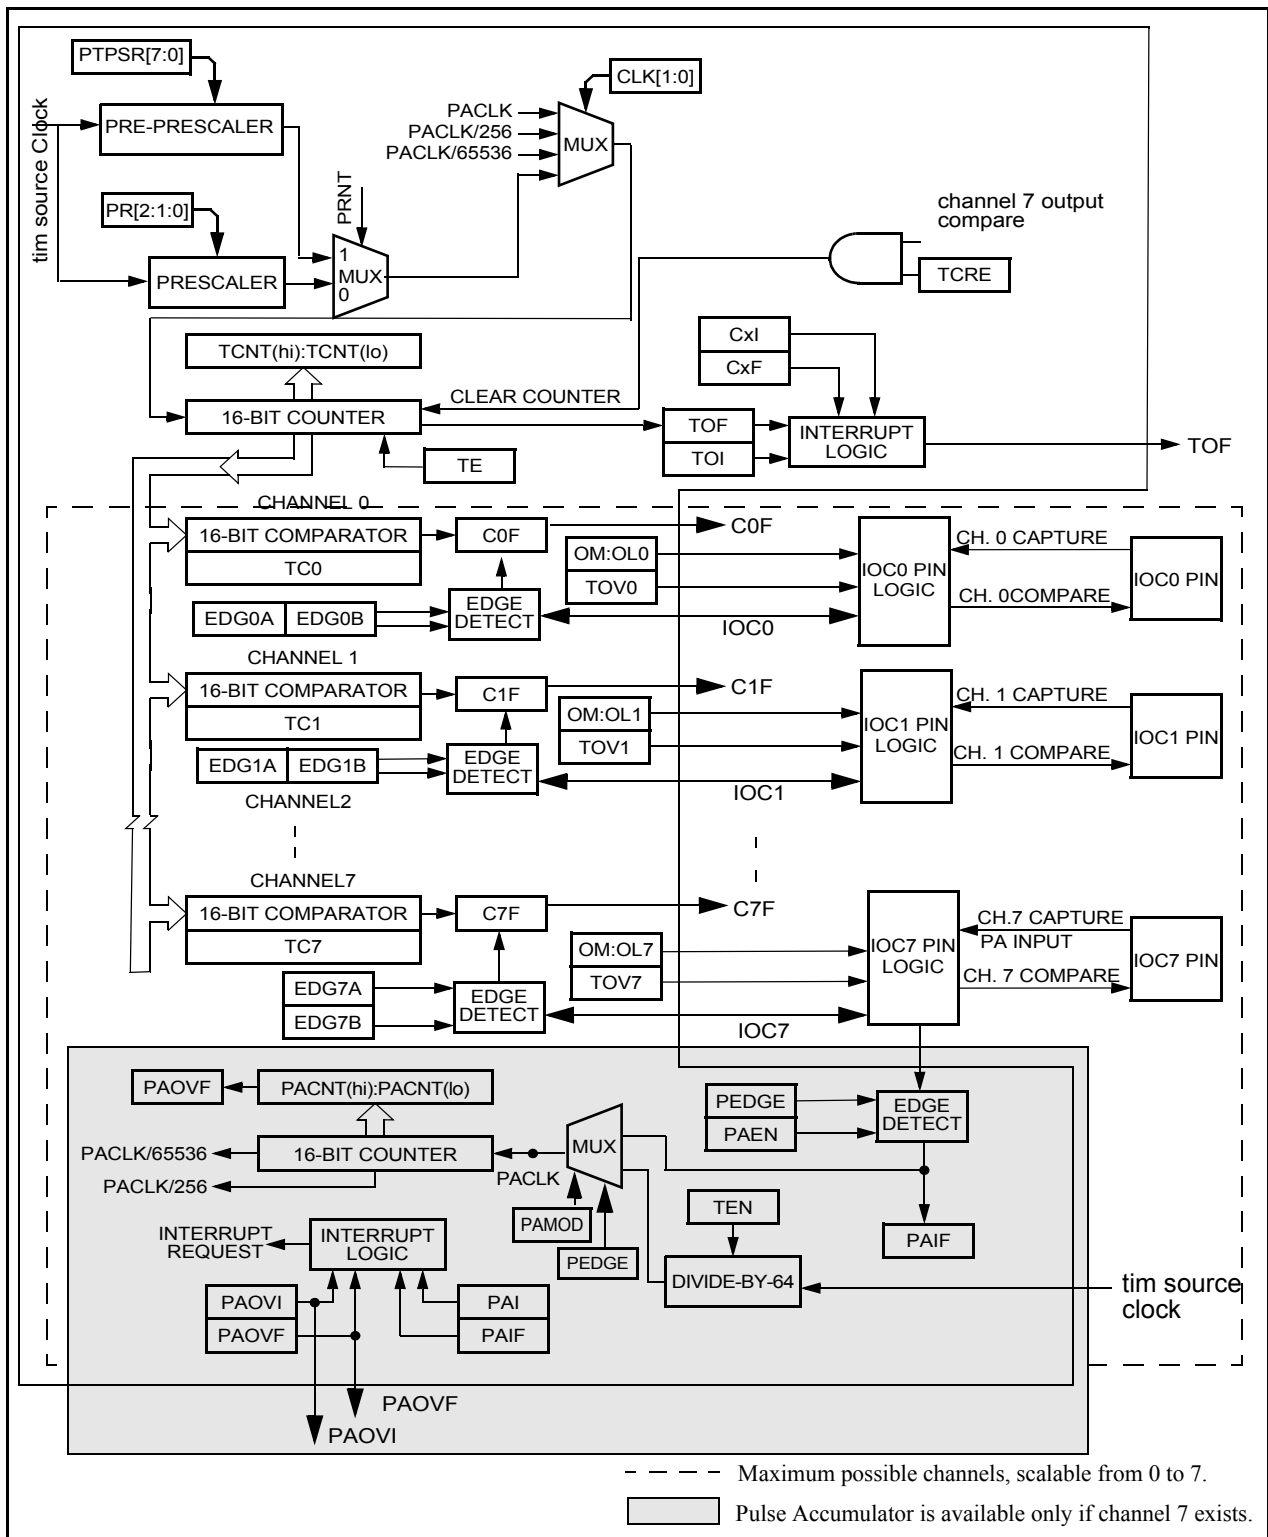 PTPSR[7:0]
CLK[1:0]
tim source Clock
PRE-PRESCALER
PACLK
PACLK/256
PACLK/65536
MUX
PR[2:1:0]
PRNT
channel 7 output
compare
1
MUX
0
PRESCALER
TCRE
TCNT(hi):TCNT(lo)
CxI
CxF
CLEAR COUNTER
16-BIT COUNTER
TOF
TOI
INTERRUPT
LOGIC
TOF
TE
CHANNEL 0
16-BIT COMPARATOR
TC0
C0F
C0F
OM:OL0
TOV0
IOC0 PIN
LOGIC
CH. 0 CAPTURE
CH. 0COMPARE
IOC0 PIN
EDG0A
EDG0B
EDGE
DETECT
IOC0
CHANNEL 1
16-BIT COMPARATOR
TC1
C1F
C1F
OM:OL1
TOV1
IOC1 PIN
LOGIC
CH. 1 CAPTURE
CH. 1 COMPARE
IOC1 PIN
EDG1A
EDG1B
EDGE
DETECT
IOC1
CHANNEL2
CHANNEL7
16-BIT COMPARATOR
TC7
C7F
C7F
OM:OL7
TOV7
IOC7 PIN
LOGIC
CH.7 CAPTURE
PA INPUT
CH. 7 COMPARE
IOC7 PIN
EDG7A
EDG7B
EDGE
DETECT
IOC7
PAOVF
PACNT(hi):PACNT(lo)
PEDGE
PAEN
EDGE
DETECT
MUX
PACLK/65536
16-BIT COUNTER
PACLK
PACLK/256
PAMOD
TEN
INTERRUPT
REQUEST
INTERRUPT
LOGIC
PEDGE
PAIF
DIVIDE-BY-64
tim source
clock
PAOVI
PAOVF
PAI
PAIF
PAOVF
PAOVI
Maximum possible channels, scalable from 0 to 7.
Pulse Accumulator is available only if channel 7 exists.